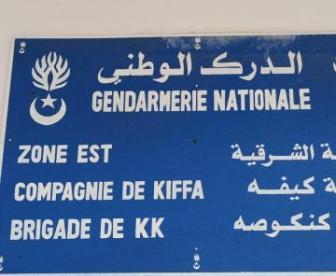 الدرك الوطني
GENDARMERIE NATIONALE
ZONE EST
الشرقية
COMPAGNIE DE KIFFA
كيفه
BRIGADE DE KK
كنكوصه